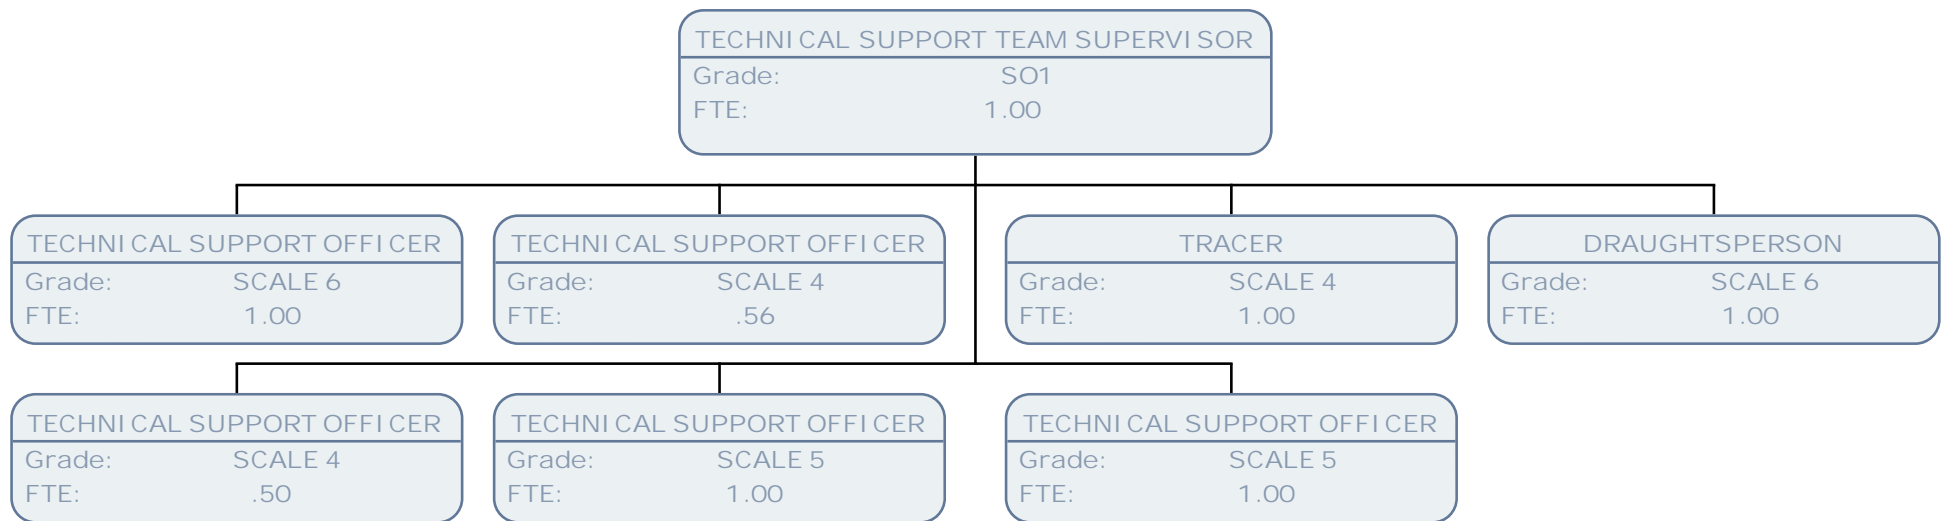 TECHNICAL SUPPORT TEAM SUPERVISOR
Grade: SO1
FTE: 1.00
TECHNICAL SUPPORT OFFICER
Grade: SCALE 6
FTE: 1.00
TECHNICAL SUPPORT OFFICER
Grade: SCALE 4
FTE: .56
TRACER
Grade: SCALE 4
FTE: 1.00
DRAUGHTSPERSON
Grade: SCALE 6
FTE: 1.00
TECHNICAL SUPPORT OFFICER
Grade: SCALE 4
FTE: .50
TECHNICAL SUPPORT OFFICER
Grade: SCALE 5
FTE: 1.00
TECHNICAL SUPPORT OFFICER
Grade: SCALE 5
FTE: 1.00